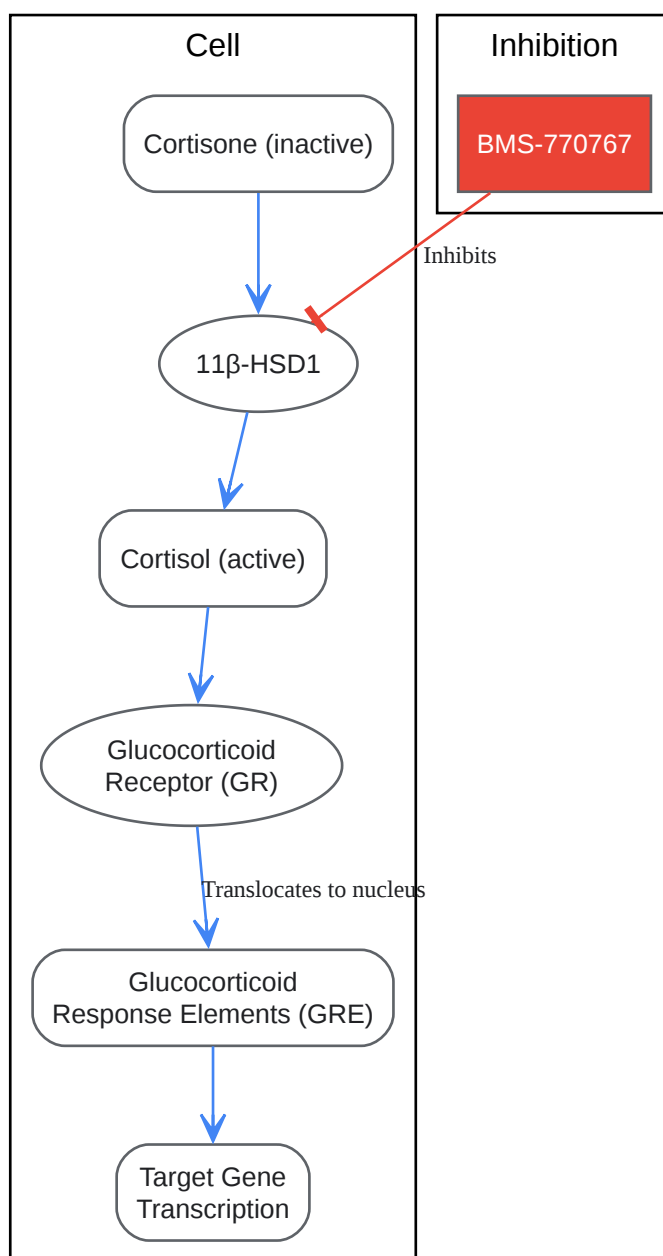 Cell
Inhibition
Cortisone (inactive)
BMS-770767
Inhibits
11β-HSD1
Cortisol (active)
Glucocorticoid
Receptor (GR)
Translocates to nucleus
Glucocorticoid
Response Elements (GRE)
Target Gene
Transcription